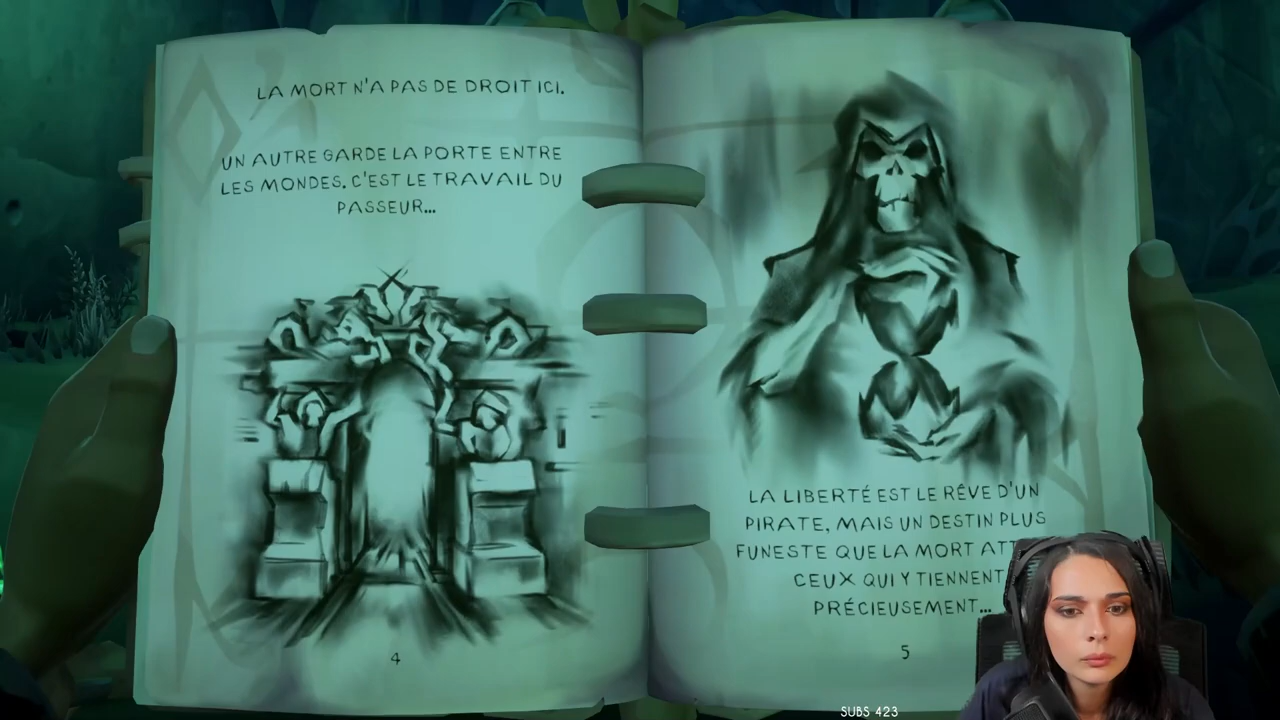 LA MORT N'A PAS DE DROIT ICI.
UN AUTRE GARDE LA PORTE ENTRE
LES MONDES. C'EST LE TRAVAIL DU
PASSEUR...
4
LA LIBERTÉ EST LE RÊVE D'UN
PIRATE, MAIS UN DESTIN PLUS
FUNESTE QUE LA MORT
CEUX QUI Y TIENNENT
PRÉCIEUSEMENT...
5
SUBS 423